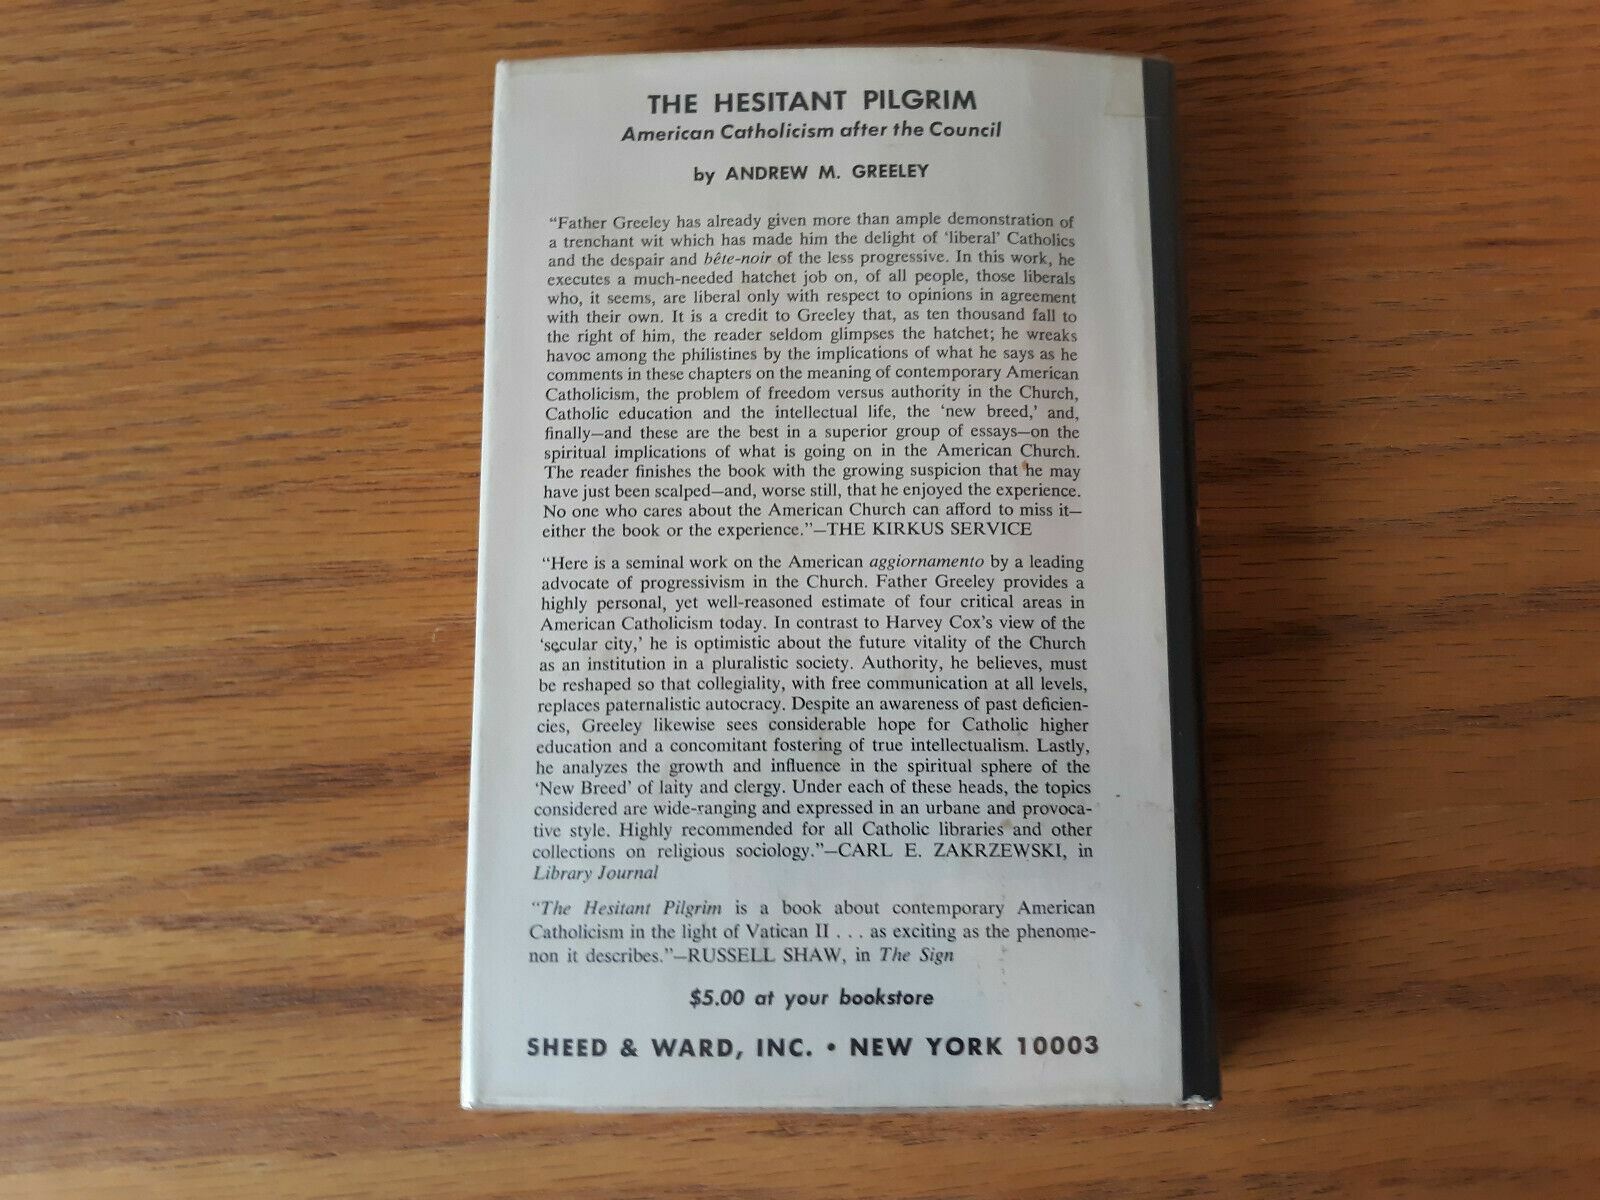 THE HESITANT PILGRIM
American Catholicism after the Council
by ANDREW M. GREELEY
“Father Greeley has already given more than ample demonstration of
a trenchant wit which has made him the delight of ‘liberal’ Catholics
and the despair and bête-noir of the less progressive. In this work, he
executes a much-needed hatchet job on, of all people, those liberals
who, it seems, are liberal only with respect to opinions in agreement
with their own. It is a credit to Greeley that, as ten thousand fall to
the right of him, the reader seldom glimpses the hatchet; he wreaks
havoc among the philistines by the implications of what he says as he
comments in these chapters on the meaning of contemporary American
Catholicism, the problem of freedom versus authority in the Church,
Catholic education and the intellectual life, the ‘new breed,’ and,
finally—and these are the best in a superior group of essays—on the
spiritual implications of what is going on in the American Church.
The reader finishes the book with the growing suspicion that he may
have just been scalped—and, worse still, that he enjoyed the experience.
No one who cares about the American Church can afford to miss it—
either the book or the experience.”—THE KIRKUS SERVICE
“Here is a seminal work on the American aggiornamento by a leading
advocate of progressivism in the Church. Father Greeley provides a
highly personal, yet well-reasoned estimate of four critical areas in
American Catholicism today. In contrast to Harvey Cox’s view of the
‘secular city,’ he is optimistic about the future vitality of the Church
as an institution in a pluralistic society. Authority, he believes, must
be reshaped so that collegiality, with free communication at all levels,
replaces paternalistic autocracy. Despite an awareness of past deficien-
cies, Greeley likewise sees considerable hope for Catholic higher
education and a concomitant fostering of true intellectualism. Lastly,
he analyzes the growth and influence in the spiritual sphere of the
‘New Breed’ of laity and clergy. Under each of these heads, the topics
considered are wide-ranging and expressed in an urbane and provoca-
tive style. Highly recommended for all Catholic libraries and other
collections on religious sociology.”—CARL E. ZAKRZEWSKI, in
Library Journal
“The Hesitant Pilgrim is a book about contemporary American
Catholicism in the light of Vatican II . . . as exciting as the phenome-
non it describes.”—RUSSELL SHAW, in The Sign
$5.00 at your bookstore
SHEED & WARD, INC. • NEW YORK 10003